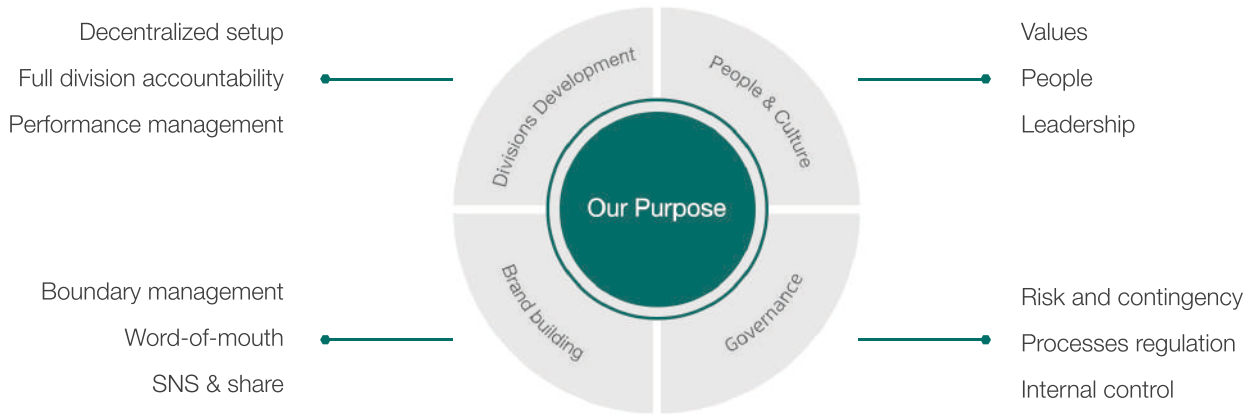 Decentralized setup
Full division accountability
Performance management
Divisions Development
People & Culture
Values
People
Leadership
Our Purpose
Boundary management
Word-of-mouth
SNS & share
Brand building
Governance
Risk and contingency
Processes regulation
Internal control